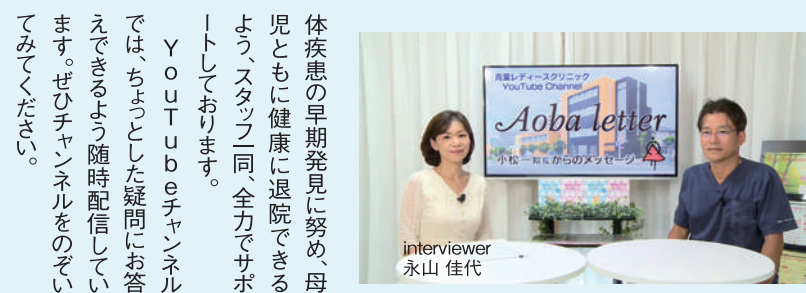 体疾患の早期発見に努め、母
児ともに健康に退院できる
よう、スタッフ一同、全力でサポ
ートしております。
YouTubeチャンネル
では、ちょっとした疑問にお答
えできるよう随時配信してい
ます。ぜひチャンネルをのぞい
てみてください。
青葉レディースクリニック
YouTube Channel
Aoba letter
小松一院長からのメッセージ
interviewer
永山 佳代